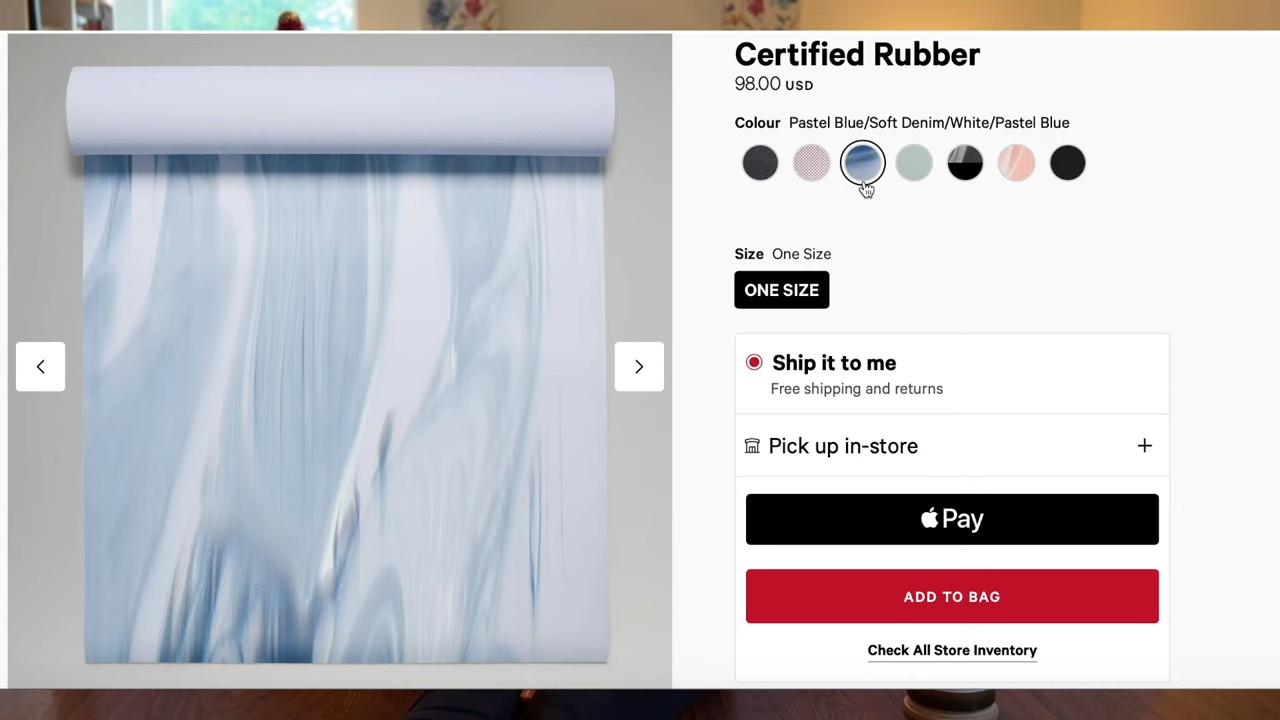 Certified Rubber
98.00 USD
Colour Pastel Blue/Soft Denim/White/Pastel Blue
Size One Size
ONE SIZE
Ship it to me
Free shipping and returns
Pick up in-store
Pay
ADD TO BAG
Check All Store Inventory